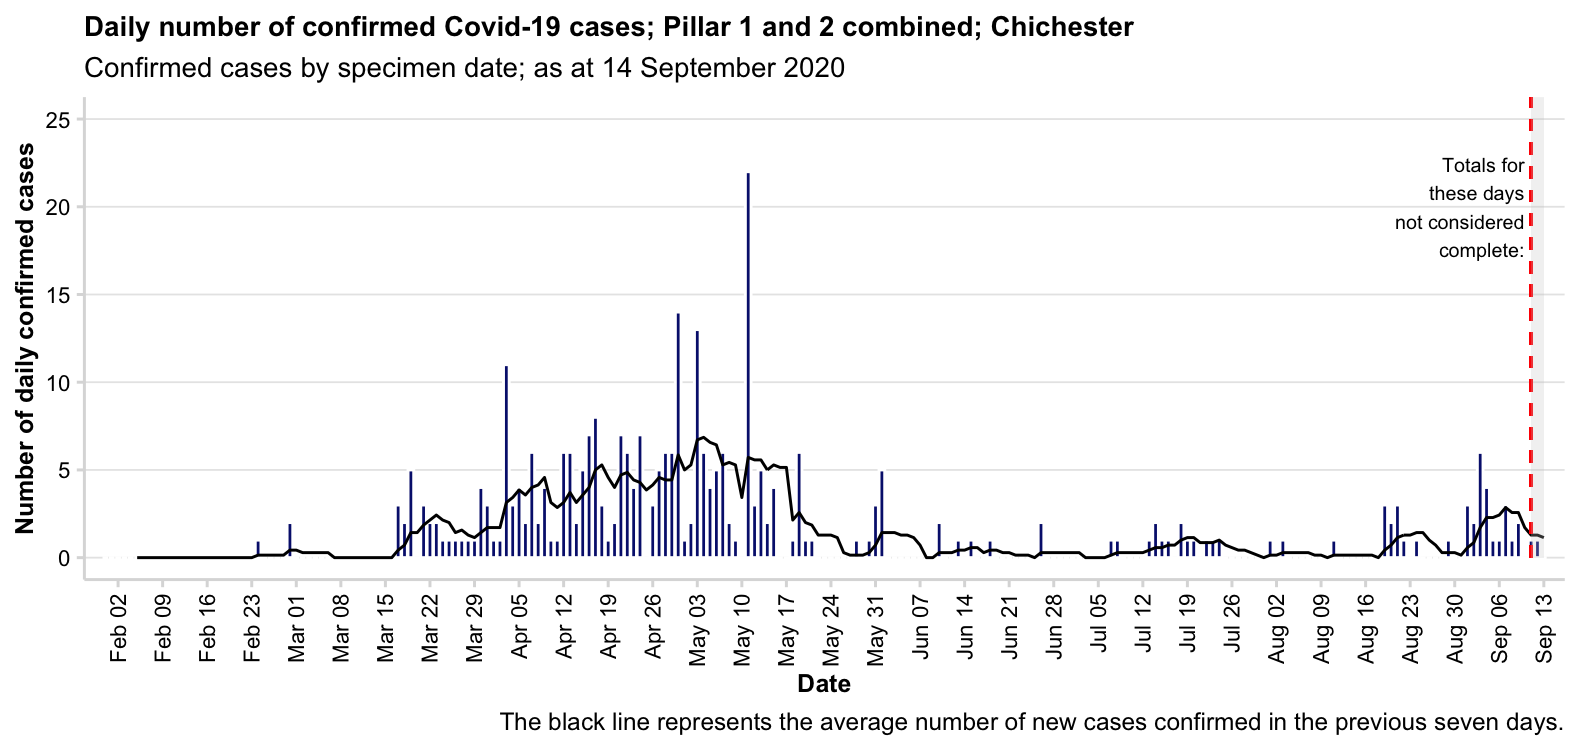 Daily number of confirmed Covid-19 cases; Pillar 1 and 2 combined; Chichester
Confirmed cases by specimen date; as at 14 September 2020
Number of daily confirmed cases
25
20
15
10
5
0
Totals for
these days
not considered
complete:
Feb 02
Feb 09
Feb 16
Feb 23
Mar 01
Mar 08
Mar 15
Mar 22
Mar 29
Apr 05
Apr 12
Apr 19
Apr 26
May 03
May 10
May 17
May 24
May 31
Jun 07
Jun 14
Jun 21
Jun 28
Jul 05
Jul 12
Jul 19
Jul 26
Aug 02
Aug 09
Aug 16
Aug 23
Aug 30
Sep 06
Sep 13
Date
The black line represents the average number of new cases confirmed in the previous seven days.